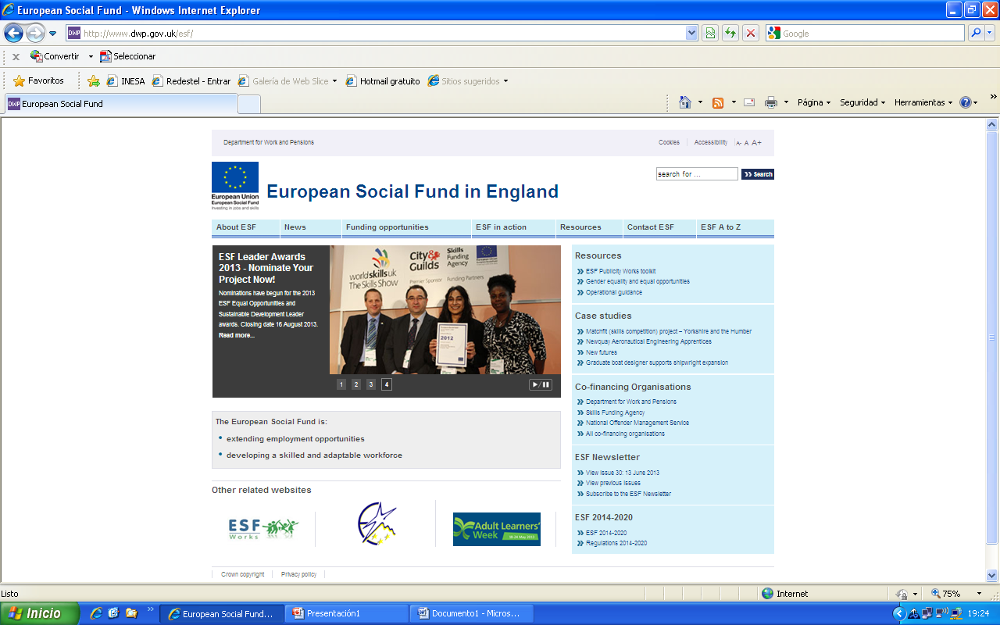 European Social Fund - Windows Internet Explorer
DWP http://www.dwp.gov.uk/esf/
Google
Convertir Seleccionar
Favoritos INESA Redestel - Entrar Galería de Web Slice Hotmail gratuito Sitios sugeridos
DWP European Social Fund
Página Seguridad Herramientas
Department for Work and Pensions
Cookies Accessibility A- A A+
search for ... Search
European Union
European Social Fund
Investing in jobs and skills
European Social Fund in England
About ESF News Funding opportunities ESF in action Resources Contact ESF ESF A to Z
ESF Leader Awards
2013 - Nominate Your
Project Now!
Nominations have begun for the 2013
ESF Equal Opportunities and
Sustainable Development Leader
awards. Closing date 16 August 2013.
Read more...
worldskills uk
The Skills Show
City&
Guilds
Premier Sponsor
Skills
Funding
Agency
Funding Partners
2012
1 2 3 4
The European Social Fund is:
extending employment opportunities
developing a skilled and adaptable workforce
Other related websites
ESF
Works
Adult Learners'
Week
18-24 May 2013
Resources
ESF Publicity Works toolkit
Gender equality and equal opportunities
Operational guidance
Case studies
Matchfit (skills competition) project – Yorkshire and the Humber
Newquay Aeronautical Engineering Apprentices
New futures
Graduate boat designer supports shipwright expansion
Co-financing Organisations
Department for Work and Pensions
Skills Funding Agency
National Offender Management Service
All co-financing organisations
ESF Newsletter
View Issue 30: 13 June 2013
View previous issues
Subscribe to the ESF Newsletter
ESF 2014-2020
ESF 2014-2020
Regulations 2014-2020
Crown copyright Privacy policy
Listo Internet 75%
Inicio European Social Fund... Presentación1 Documento1 - Micros... 19:24